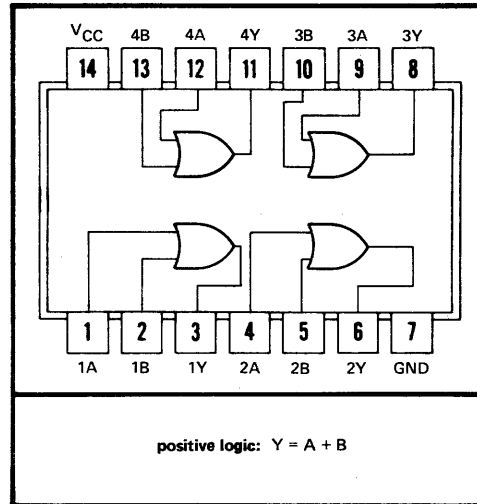 VCC 4B 4A 4Y 3B 3A 3Y
14 13 12 11 10 9 8
1 2 3 4 5 6 7
1A 1B 1Y 2A 2B 2Y GND
positive logic: Y = A + B